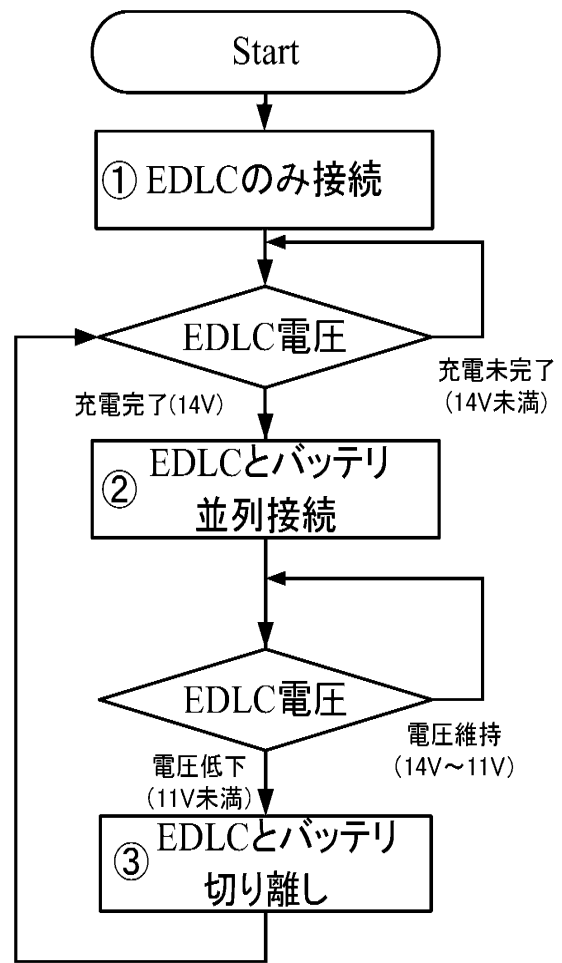 Start
① EDLCのみ接続
EDLC電圧
充電未完了
(14V未満)
充電完了(14V)
② EDLCとバッテリ
並列接続
EDLC電圧
電圧維持
(14V～11V)
電圧低下
(11V未満)
③ EDLCとバッテリ
切り離し